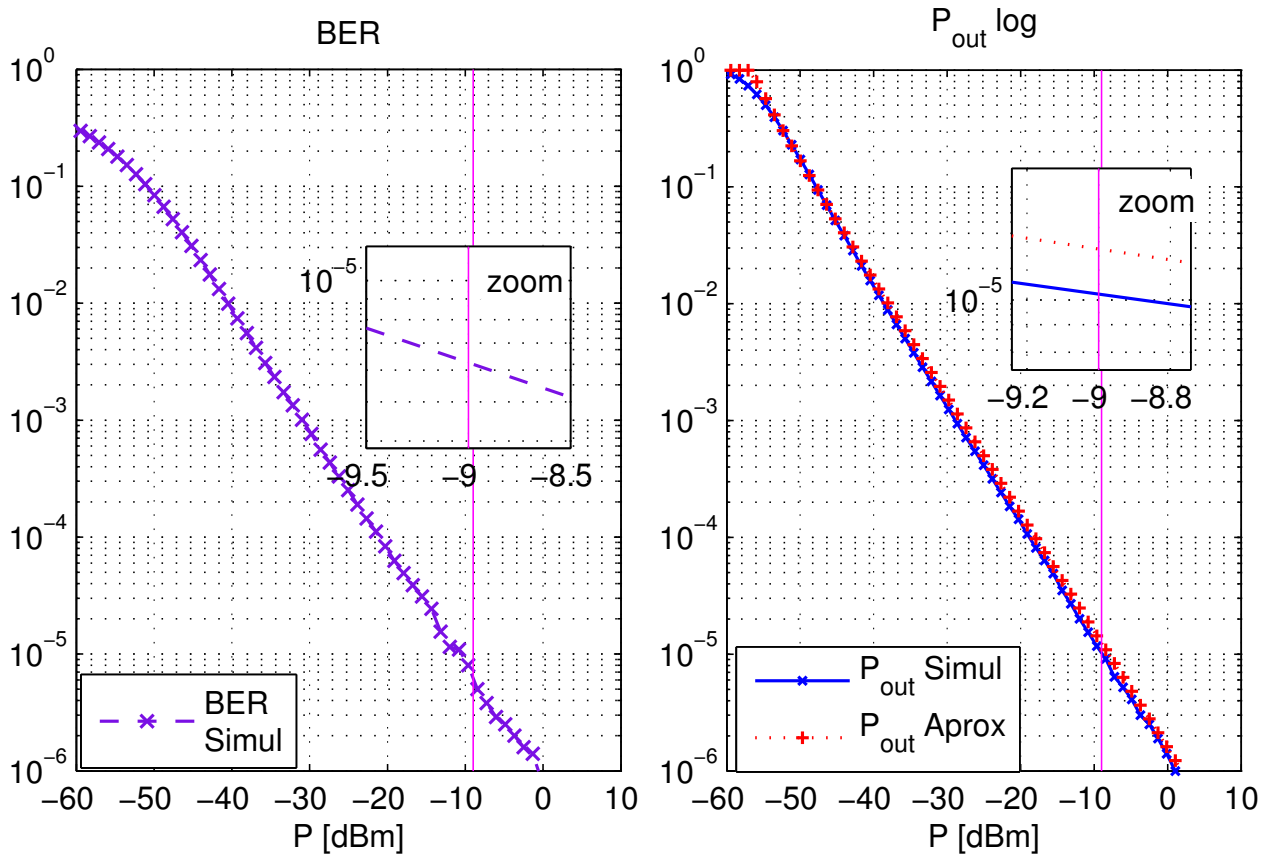 BER
10^0
10^-1
10^-2
10^-3
10^-4
10^-5
10^-6
−60 −50 −40 −30 −20 −10 0 10
P [dBm]
zoom
10^-5
−9.5 −9 −8.5
BER
Simul
P_out log
10^0
10^-1
10^-2
10^-3
10^-4
10^-5
10^-6
−60 −50 −40 −30 −20 −10 0 10
P [dBm]
zoom
10^-5
−9.2 −9 −8.8
P_out Simul
P_out Aprox